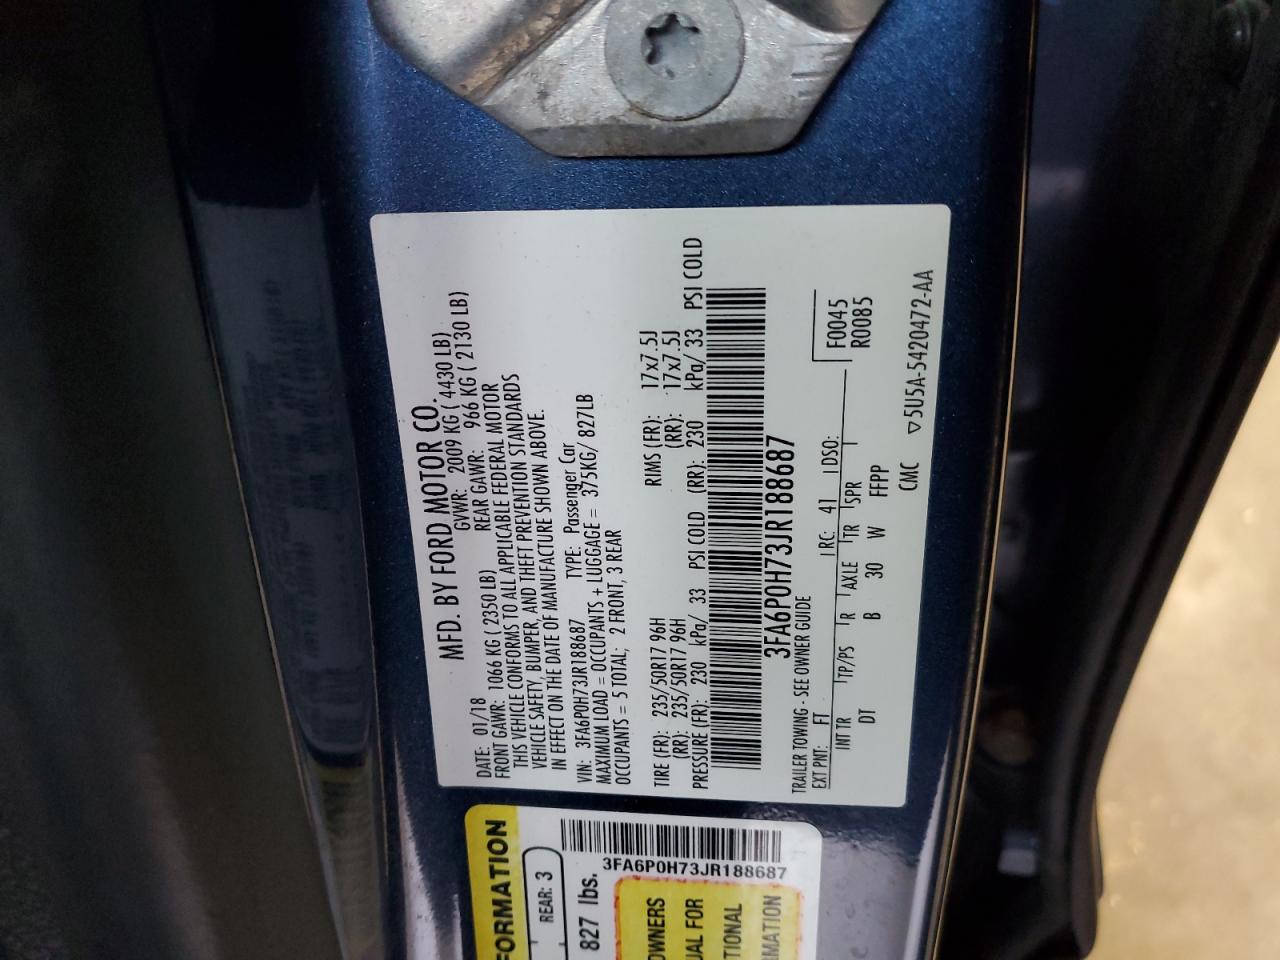 MFD. BY FORD MOTOR CO.
DATE: 01/18 GVWR: 2009 KG ( 4430 LB)
FRONT GAWR: 1066 KG ( 2350 LB) REAR GAWR: 966 KG ( 2130 LB)
THIS VEHICLE CONFORMS TO ALL APPLICABLE FEDERAL MOTOR
VEHICLE SAFETY, BUMPER, AND THEFT PREVENTION STANDARDS
IN EFFECT ON THE DATE OF MANUFACTURE SHOWN ABOVE.
VIN: 3FA6P0H73JR188687 TYPE: Passenger Car
MAXIMUM LOAD = OCCUPANTS + LUGGAGE = 375KG/ 827LB
OCCUPANTS = 5 TOTAL; 2 FRONT, 3 REAR
TIRE (FR): 235/50R17 96H RIMS (FR): 17x7.5J
(RR): 235/50R17 96H (RR): 17x7.5J
PRESSURE (FR): 230 kPa/ 33 PSI COLD (RR): 230 kPa/ 33 PSI COLD
3FA6P0H73JR188687
TRAILER TOWING - SEE OWNER GUIDE
EXT PNT: FT RC: 41 DSO: F0045
R0085
INT TR TP/PS R AXLE TR SPR
DT B 30 W FFPP
CMC ▽5U5A-5420472-AA
FORMATION
REAR: 3
827 lbs.
3FA6P0H73JR188687
OWNERS
UAL FOR
TIONAL
RMATION